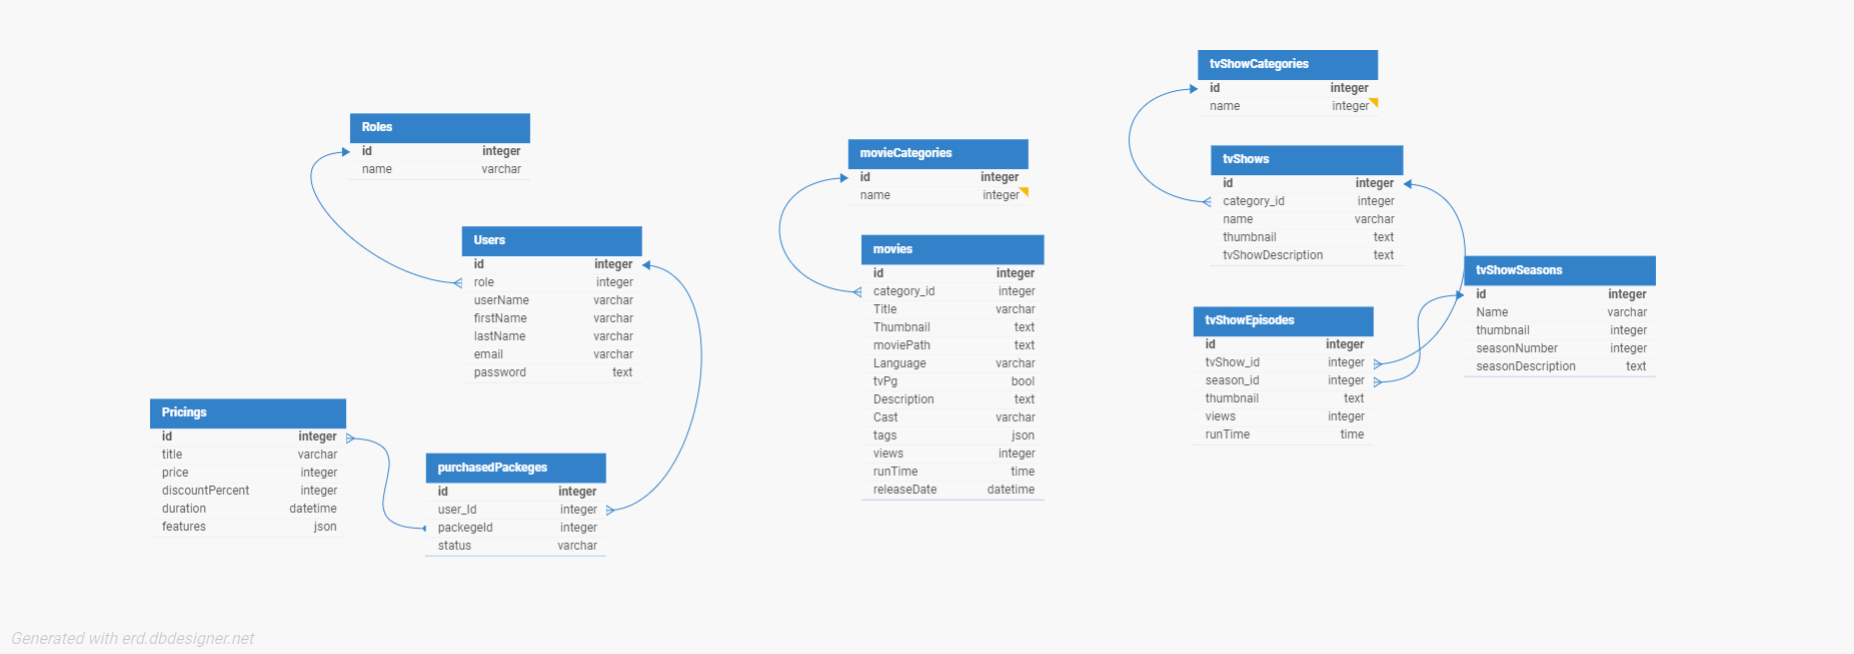 Roles
id integer
name varchar
Users
id integer
role integer
userName varchar
firstName varchar
lastName varchar
email varchar
password text
Pricings
id integer
title varchar
price integer
discountPercent integer
duration datetime
features json
purchasedPackeges
id integer
user_Id integer
packegeId integer
status varchar
movieCategories
id integer
name integer
movies
id integer
category_id integer
Title varchar
Thumbnail text
moviePath text
Language varchar
tvPg bool
Description text
Cast varchar
tags json
views integer
runTime time
releaseDate datetime
tvShowCategories
id integer
name integer
tvShows
id integer
category_id integer
name varchar
thumbnail text
tvShowDescription text
tvShowSeasons
id integer
Name varchar
thumbnail integer
seasonNumber integer
seasonDescription text
tvShowEpisodes
id integer
tvShow_id integer
season_id integer
thumbnail text
views integer
runTime time
Generated with erd.dbdesigner.net